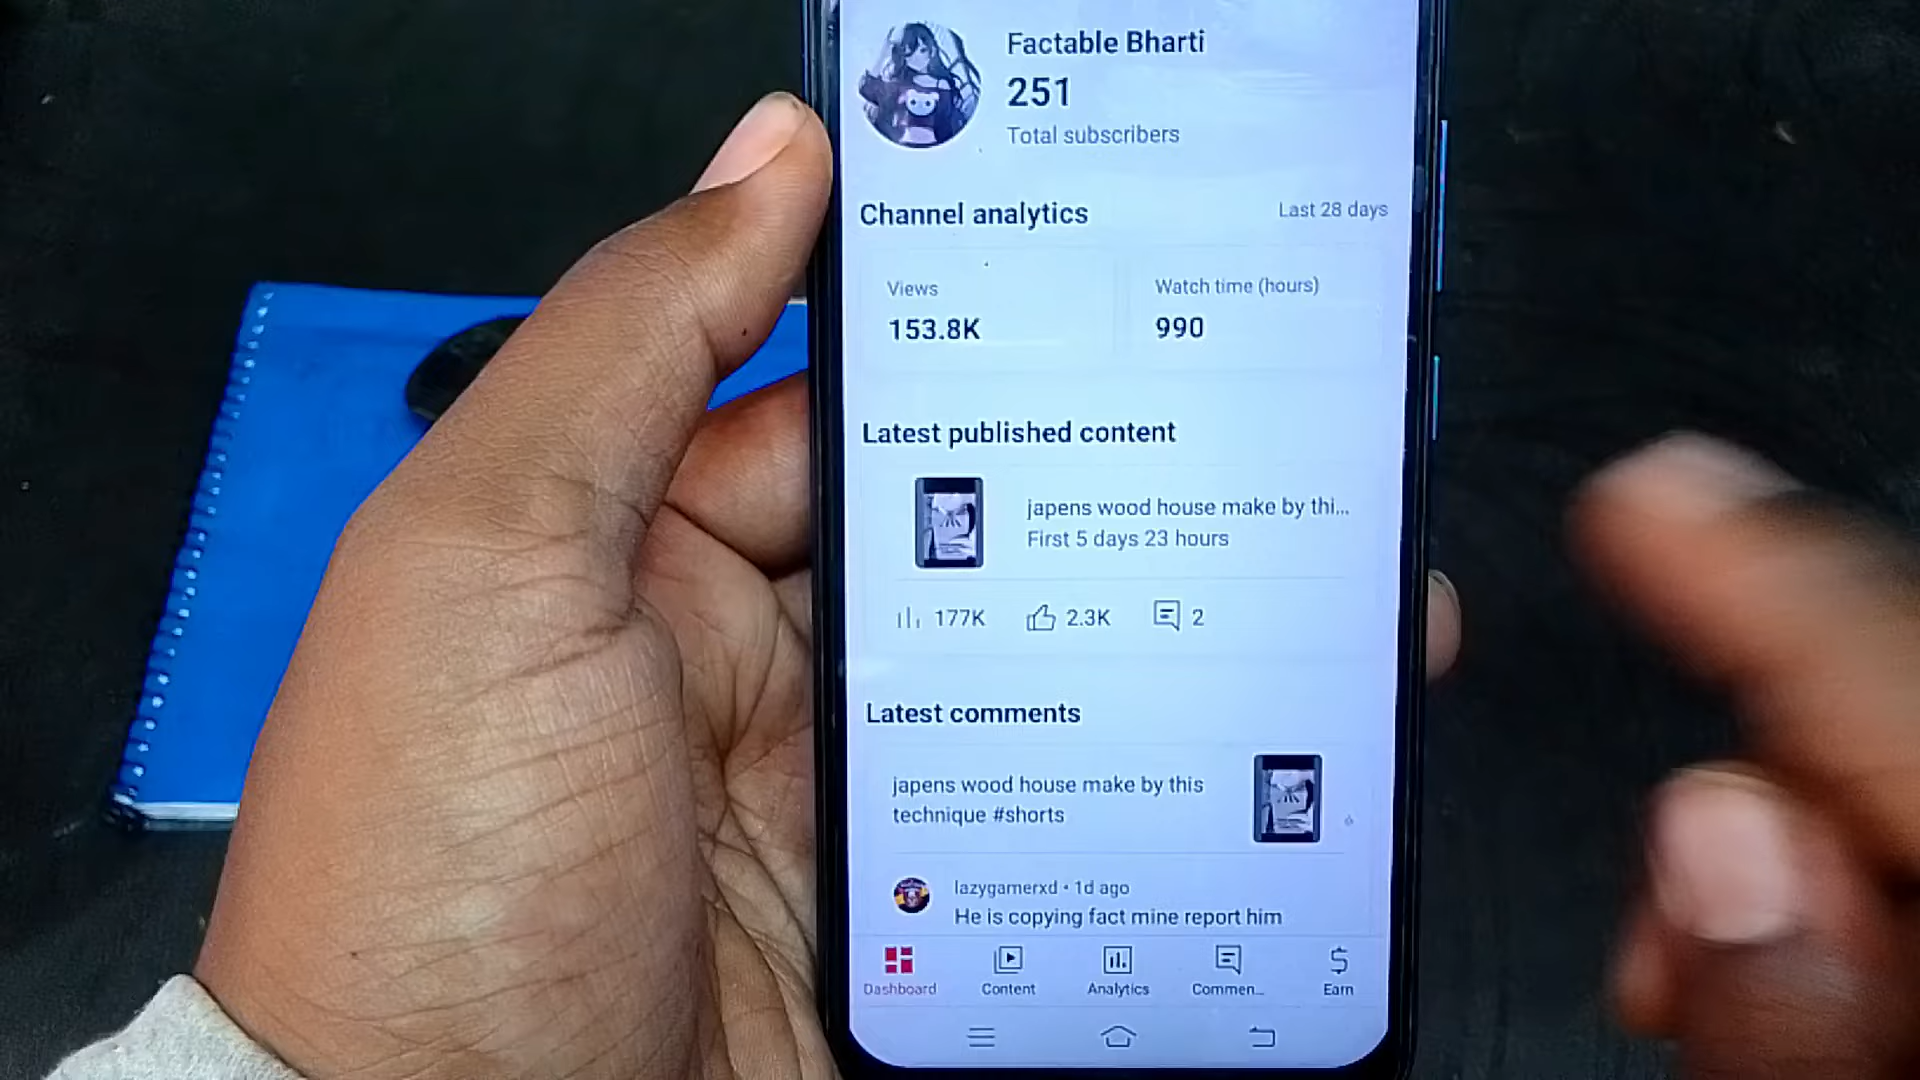 Factable Bharti
251
Total subscribers
Channel analytics
Last 28 days
Views
Watch time (hours)
153.8K
990
Latest published content
japens wood house make by thi...
First 5 days 23 hours
177K
2.3K
2
Latest comments
japens wood house make by this
technique #shorts
lazygamerxd • 1d ago
He is copying fact mine report him
Dashboard
Content
Analytics
Commen...
Earn